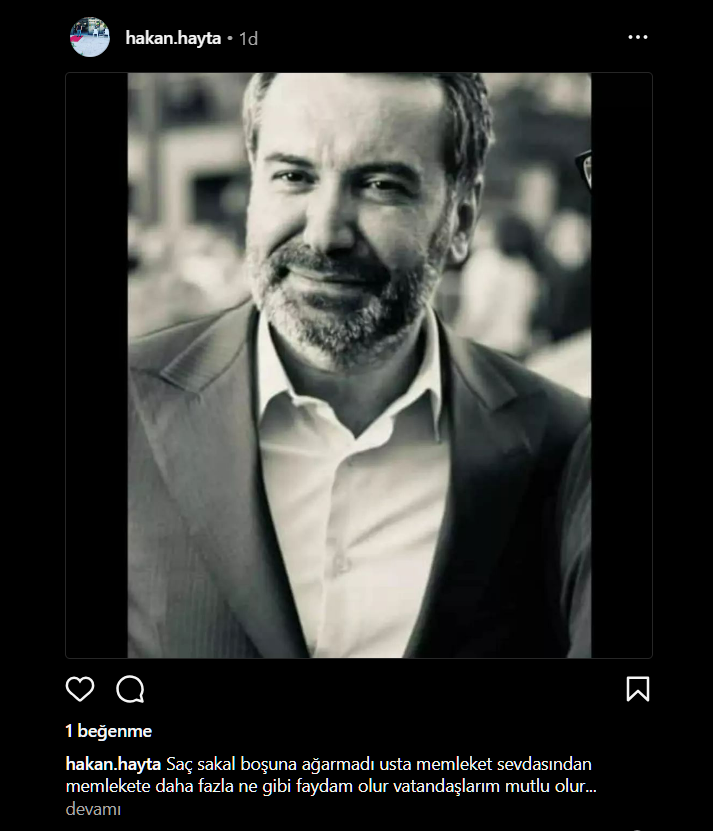 hakan.hayta • 1d
1 beğenme
hakan.hayta Saç sakal boşuna ağarmadı usta memleket sevdasından
memlekete daha fazla ne gibi faydam olur vatandaşlarım mutlu olur...
devamı